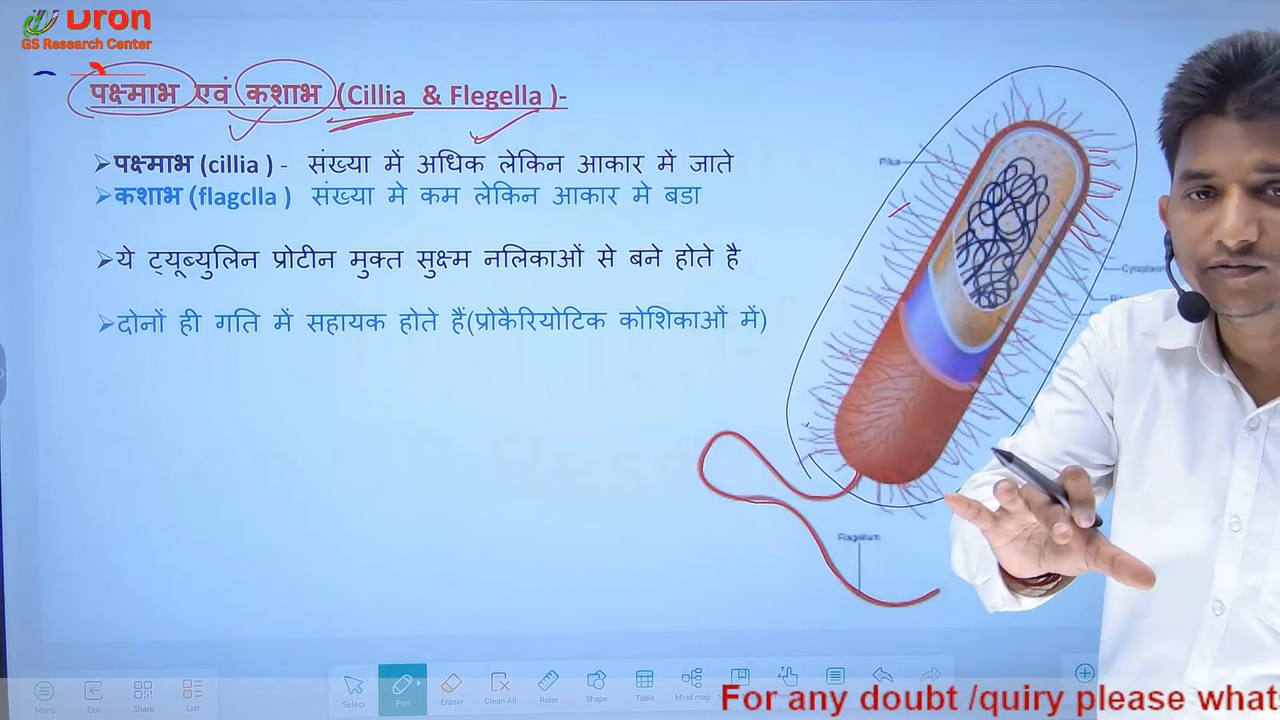 Dron
GS Research Center
पक्ष्माभ एवं कशाभ (Cillia & Flegella )-
➢पक्ष्माभ (cillia ) - संख्या में अधिक लेकिन आकार में जाते
➢कशाभ (flagclla ) संख्या मे कम लेकिन आकार मे बडा
➢ये ट्यूब्युलिन प्रोटीन मुक्त सुक्ष्म नलिकाओं से बने होते है
➢दोनों ही गति में सहायक होते हैं(प्रोकैरियोटिक कोशिकाओं में)
Pika
Cytoplasm
Flagellum
Menu
Exit
Share
List
Select
Pen
Eraser
Clean All
Ruler
Shape
Table
Mind map
For any doubt /quiry please what